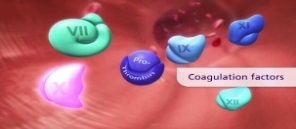 VII
XI
IX
Pro-
Thrombin
Coagulation factors
X
XII